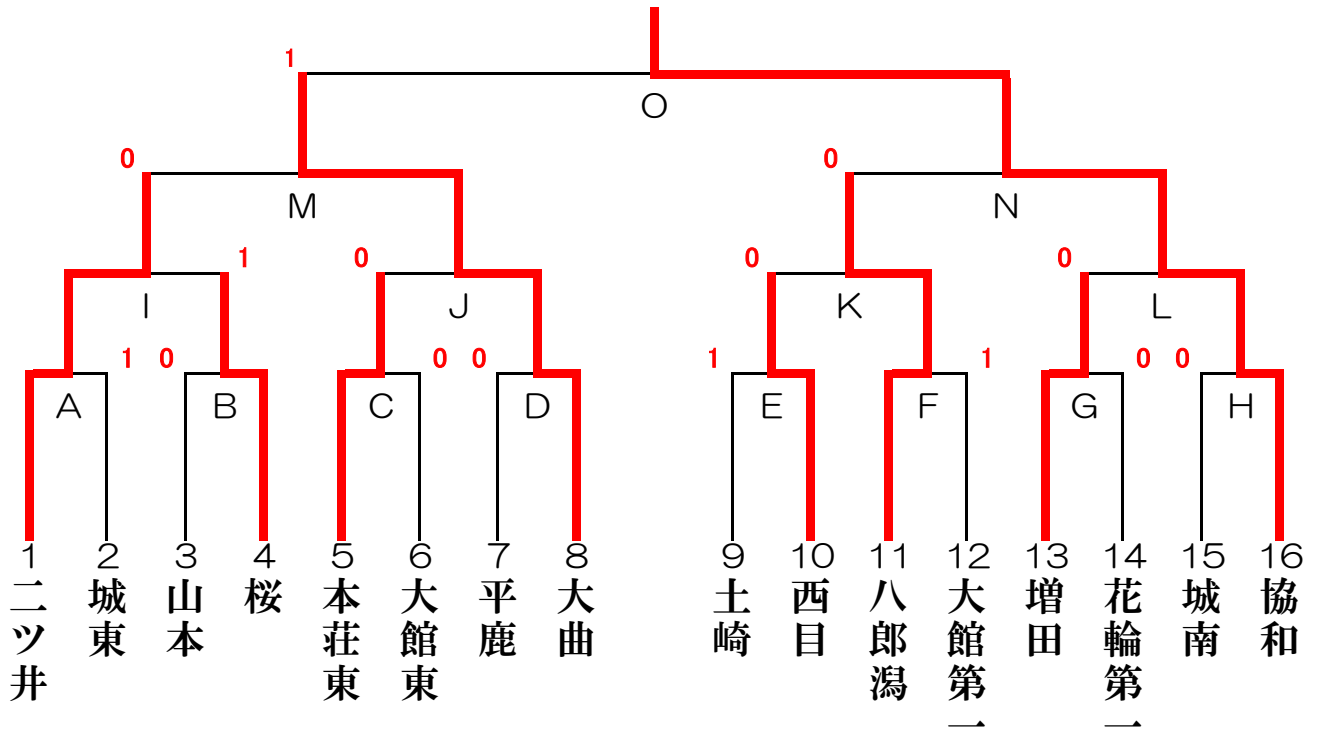 1
O
0
0
M
N
1
0
0
0
I
J
K
L
1
0
0
0
1
1
0
0
A
B
C
D
E
F
G
H
1
2
3
4
5
6
7
8
9
10
11
12
13
14
15
16
二ツ井
城東
山本
桜
本荘東
大館東
平鹿
大曲
土崎
西目
八郎潟
大館第一
増田
花輪第一
城南
協和